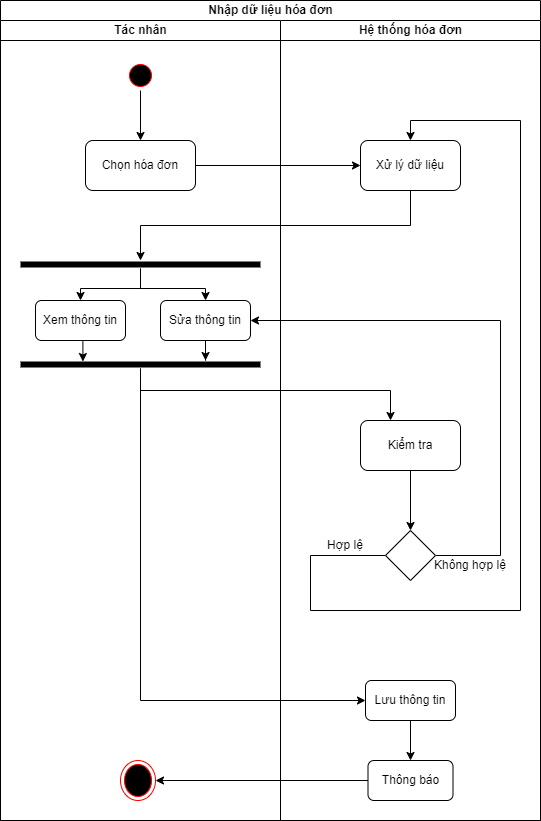 Nhập dữ liệu hóa đơn
Tác nhân
Hệ thống hóa đơn
Chọn hóa đơn
Xử lý dữ liệu
Xem thông tin
Sửa thông tin
Kiểm tra
Hợp lệ
Không hợp lệ
Lưu thông tin
Thông báo